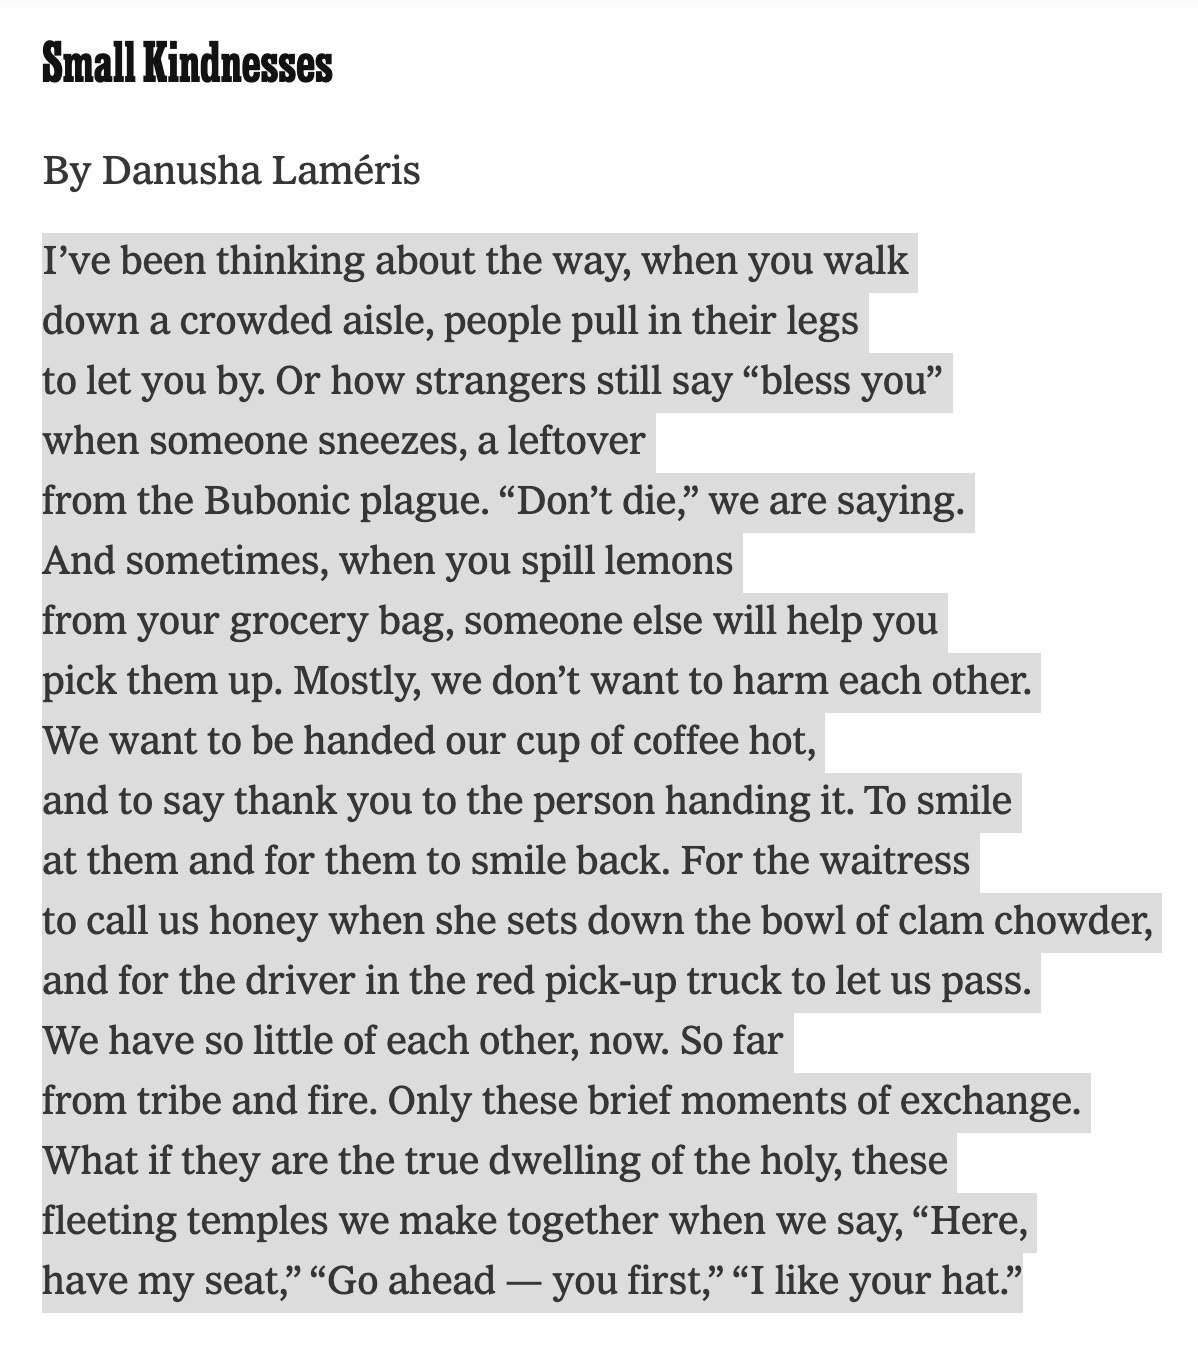 Small Kindnesses
By Danusha Laméris
I’ve been thinking about the way, when you walk
down a crowded aisle, people pull in their legs
to let you by. Or how strangers still say “bless you”
when someone sneezes, a leftover
from the Bubonic plague. “Don’t die,” we are saying.
And sometimes, when you spill lemons
from your grocery bag, someone else will help you
pick them up. Mostly, we don’t want to harm each other.
We want to be handed our cup of coffee hot,
and to say thank you to the person handing it. To smile
at them and for them to smile back. For the waitress
to call us honey when she sets down the bowl of clam chowder,
and for the driver in the red pick-up truck to let us pass.
We have so little of each other, now. So far
from tribe and fire. Only these brief moments of exchange.
What if they are the true dwelling of the holy, these
fleeting temples we make together when we say, “Here,
have my seat,” “Go ahead — you first,” “I like your hat.”